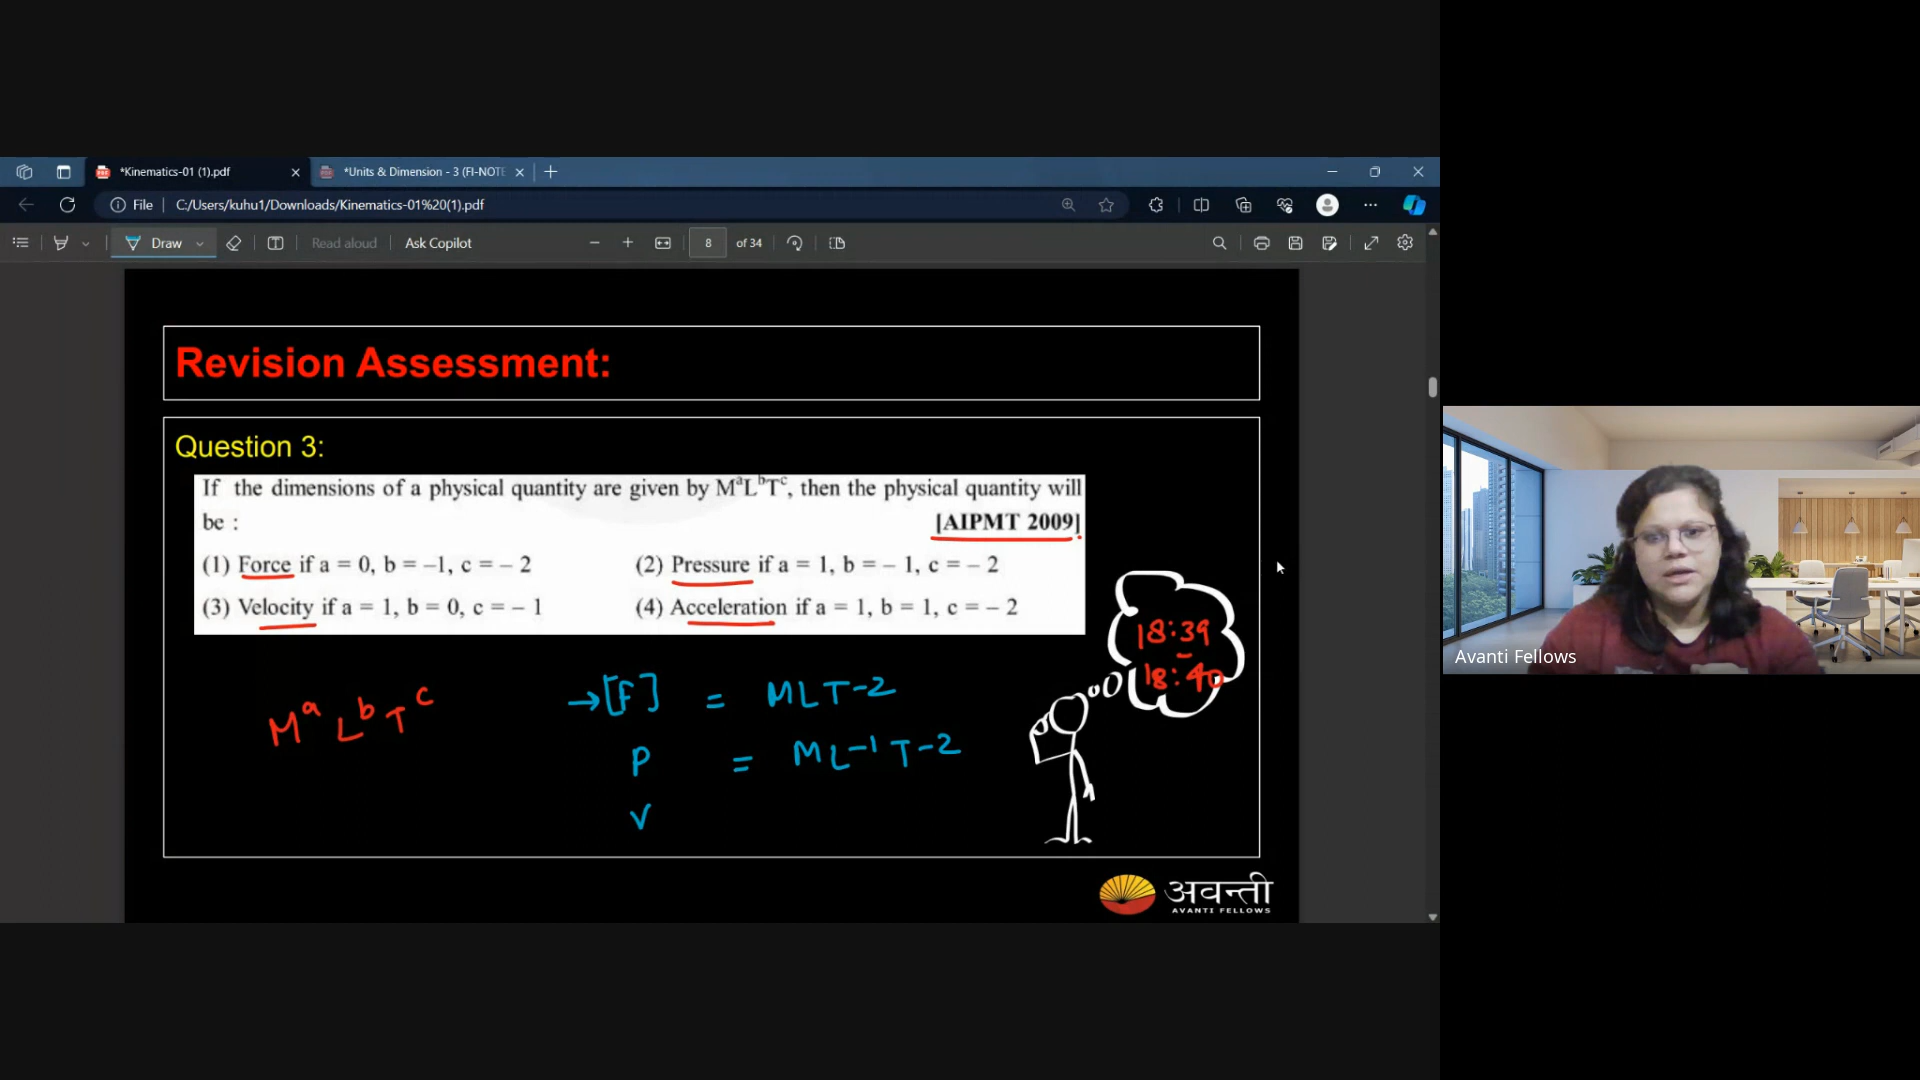 *Kinematics-01 (1).pdf
*Units & Dimension - 3 (FI-NOTE
File C:/Users/kuhu1/Downloads/Kinematics-01%20(1).pdf
Draw Read aloud Ask Copilot 8 of 34
Revision Assessment:
Question 3:
If the dimensions of a physical quantity are given by MᵃLᵇTᶜ, then the physical quantity will
be : [AIPMT 2009]
(1) Force if a = 0, b = –1, c = – 2 (2) Pressure if a = 1, b = – 1, c = – 2
(3) Velocity if a = 1, b = 0, c = – 1 (4) Acceleration if a = 1, b = 1, c = – 2
18:39
–
18:40
Mᵃ Lᵇ Tᶜ
→[F] = MLT-2
P = ML-1 T-2
V
अवन्ती
AVANTI FELLOWS
Avanti Fellows